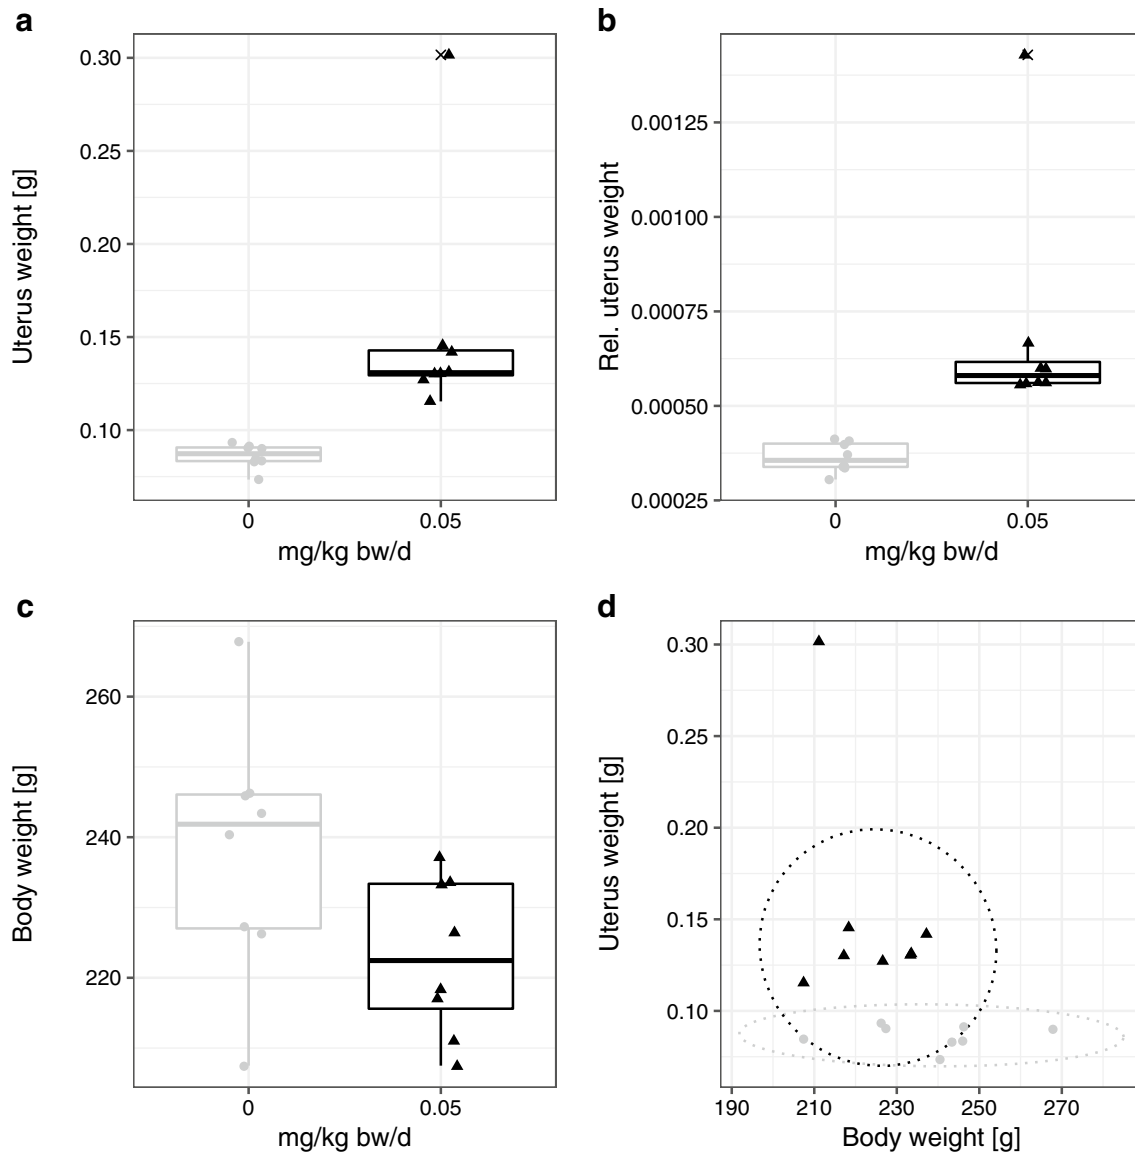 a
Uterus weight [g]
0.30
0.25
0.20
0.15
0.10
0
0.05
mg/kg bw/d
b
Rel. uterus weight
0.00125
0.00100
0.00075
0.00050
0.00025
0
0.05
mg/kg bw/d
c
Body weight [g]
260
240
220
0
0.05
mg/kg bw/d
d
Uterus weight [g]
0.30
0.25
0.20
0.15
0.10
190
210
230
250
270
Body weight [g]